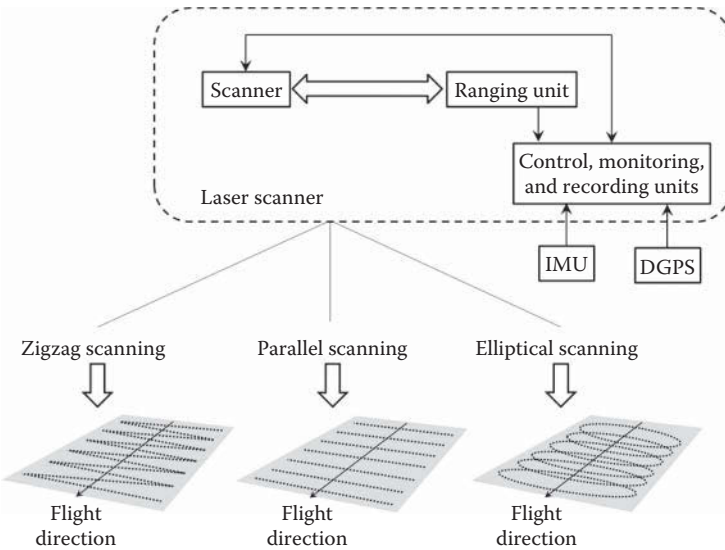 Scanner
Ranging unit
Control, monitoring,
and recording units
Laser scanner
IMU
DGPS
Zigzag scanning
Parallel scanning
Elliptical scanning
Flight
direction
Flight
direction
Flight
direction